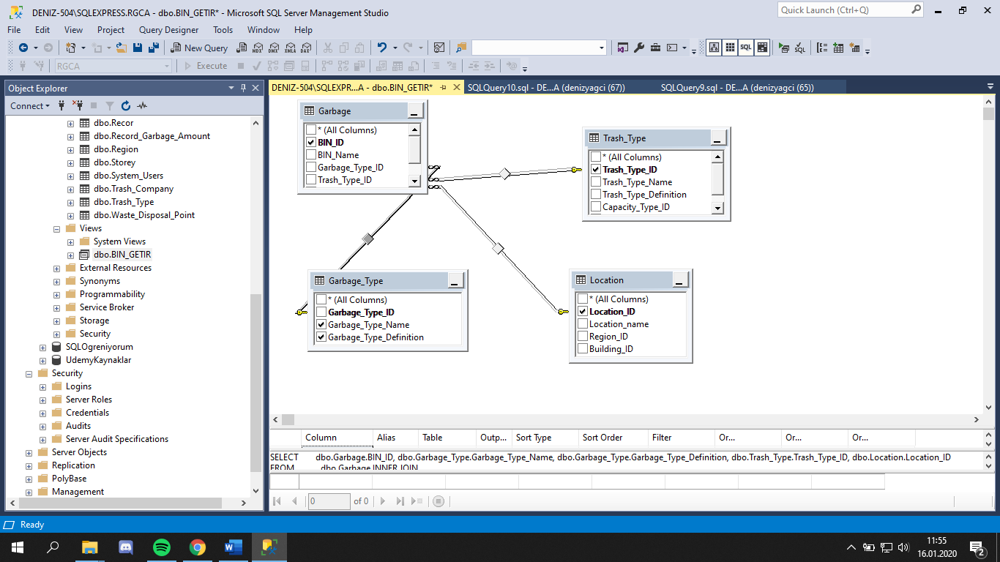 DENIZ-504\SQLEXPRESS.RGCA - dbo.BIN_GETIR* - Microsoft SQL Server Management Studio
Quick Launch (Ctrl+Q)
File Edit View Project Query Designer Tools Window Help
New Query MDX DMX XMLA DAX SQL SQL
RGCA Execute
Object Explorer
DENIZ-504\SQLEXPR...A - dbo.BIN_GETIR* SQLQuery10.sql - DE...A (denizyagci (67)) SQLQuery9.sql - DE...A (denizyagci (65))
Connect
dbo.Recor
dbo.Record_Garbage_Amount
dbo.Region
dbo.Storey
dbo.System_Users
dbo.Trash_Company
dbo.Trash_Type
dbo.Waste_Disposal_Point
Views
System Views
dbo.BIN_GETIR
External Resources
Synonyms
Programmability
Service Broker
Storage
Security
SQLOgreniyorum
UdemyKaynaklar
Security
Logins
Server Roles
Credentials
Audits
Server Audit Specifications
Server Objects
Replication
PolyBase
Management
Garbage
* (All Columns)
BIN_ID
BIN_Name
Garbage_Type_ID
Trash_Type_ID
Trash_Type
* (All Columns)
Trash_Type_ID
Trash_Type_Name
Trash_Type_Definition
Capacity_Type_ID
Garbage_Type
* (All Columns)
Garbage_Type_ID
Garbage_Type_Name
Garbage_Type_Definition
Location
* (All Columns)
Location_ID
Location_name
Region_ID
Building_ID
Column Alias Table Outp... Sort Type Sort Order Filter Or... Or... Or...
SELECT dbo.Garbage.BIN_ID, dbo.Garbage_Type.Garbage_Type_Name, dbo.Garbage_Type.Garbage_Type_Definition, dbo.Trash_Type.Trash_Type_ID, dbo.Location.Location_ID
FROM dbo.Garbage INNER JOIN
0 of 0
Ready
11:55
16.01.2020
2